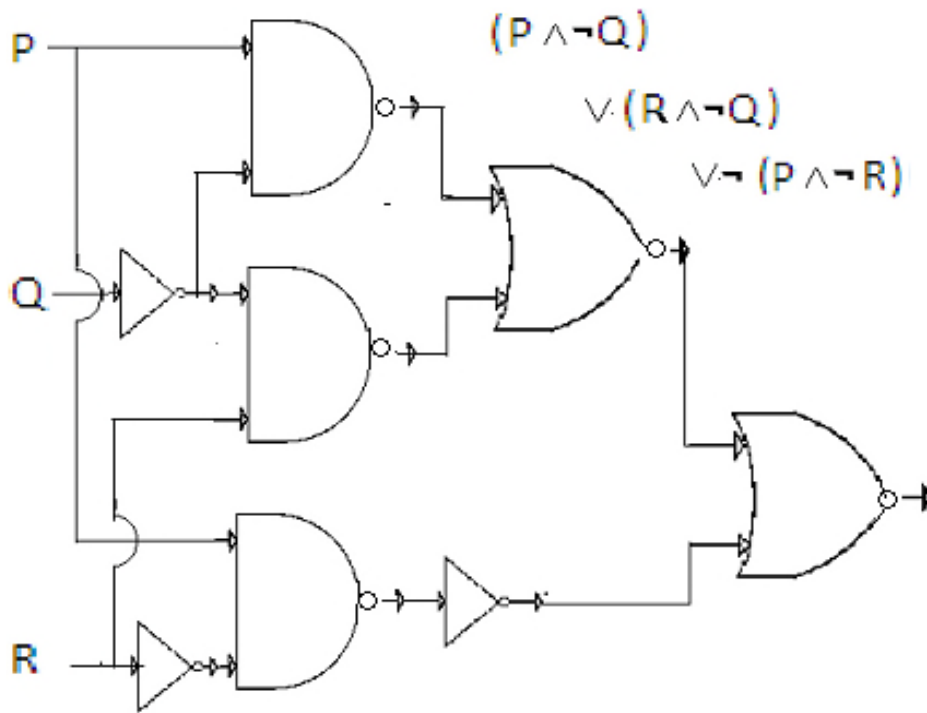 P
(P ∧ ¬Q)
∨ (R ∧ ¬Q)
∨ ¬ (P ∧ ¬R)
Q
R